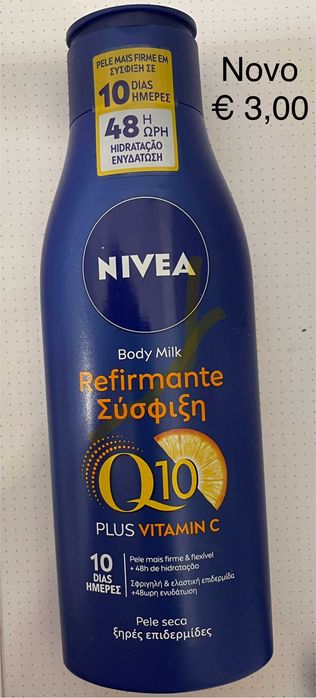 Novo
€ 3,00
PELE MAIS FIRME EM
ΣΥΣΦΙΞΗ ΣΕ
10 DIAS
ΗΜΕΡΕΣ
48 H
ΩΡΗ
HIDRATAÇÃO
ΕΝΥΔΑΤΩΣΗ
NIVEA
Body Milk
Refirmante
Σύσφιξη
Q10
PLUS VITAMIN C
10
DIAS
ΗΜΕΡΕΣ
Pele mais firme & flexível
+ 48h de hidratação
Σφριγηλή & ελαστική επιδερμίδα
+48ωρη ενυδάτωση
Pele seca
ξηρές επιδερμίδες